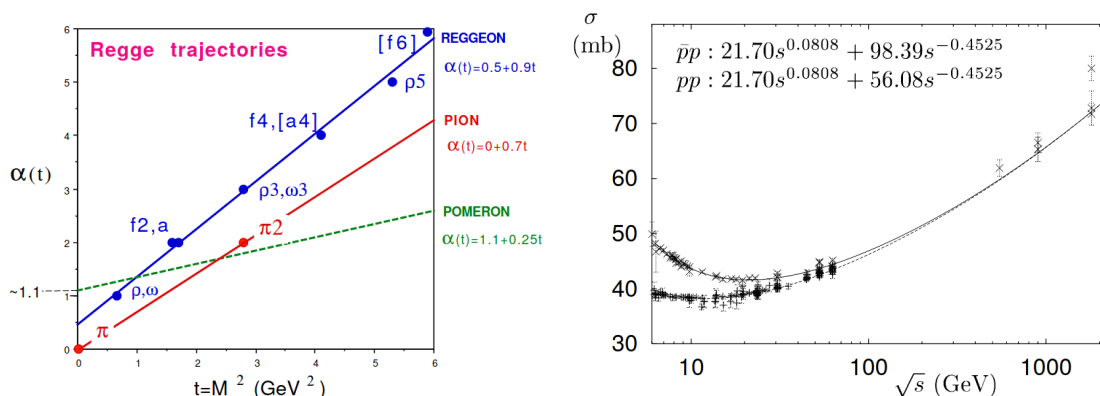 Regge trajectories
6
5
4
3
2
1
0
~1.1
α(t)
0
1
2
3
4
5
6
t=M² (GeV²)
[f6]
ρ5
f4,[a4]
ρ3,ω3
f2,a
π2
ρ,ω
π
REGGEON
α(t)=0.5+0.9t
PION
α(t)=0+0.7t
POMERON
α(t)=1.1+0.25t
σ
(mb)
p̄p : 21.70s^0.0808 + 98.39s^-0.4525
pp : 21.70s^0.0808 + 56.08s^-0.4525
80
70
60
50
40
30
10
100
1000
√s (GeV)